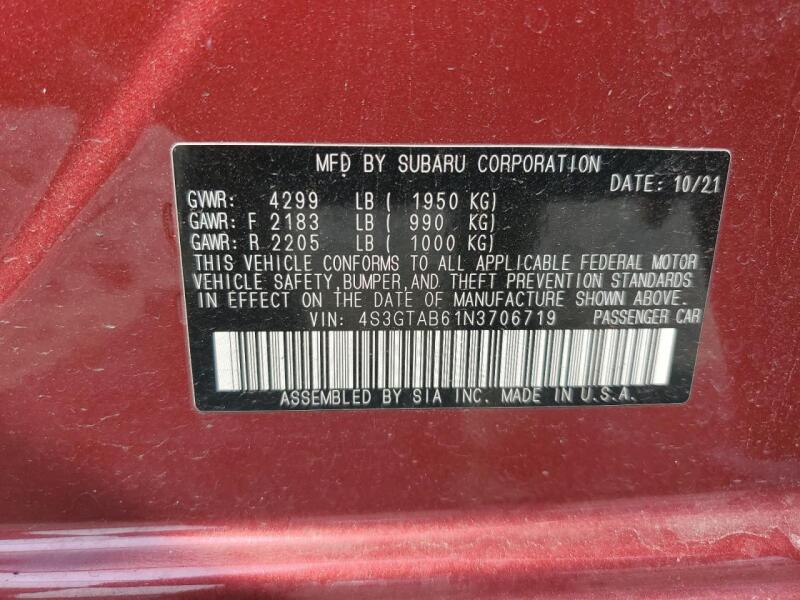 MFD BY SUBARU CORPORATION
DATE: 10/21
GVWR: 4299 LB ( 1950 KG)
GAWR: F 2183 LB ( 990 KG)
GAWR: R 2205 LB ( 1000 KG)
THIS VEHICLE CONFORMS TO ALL APPLICABLE FEDERAL MOTOR
VEHICLE SAFETY,BUMPER,AND THEFT PREVENTION STANDARDS
IN EFFECT ON THE DATE OF MANUFACTURE SHOWN ABOVE.
VIN: 4S3GTAB61N3706719 PASSENGER CAR
ASSEMBLED BY SIA INC. MADE IN U.S.A.